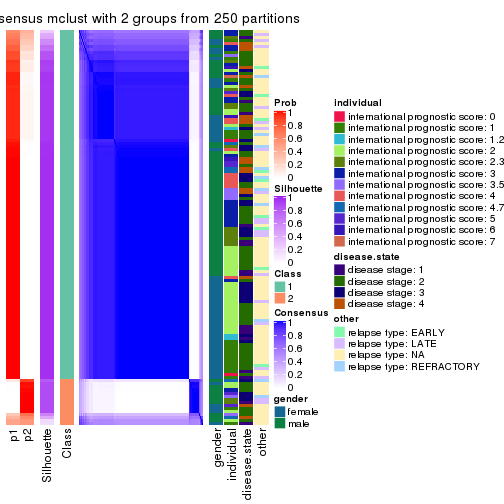 sensus mclust with 2 groups from 250 partitions
Prob
1
0.8
0.6
0.4
0.2
0
Silhouette
1
0.8
0.6
0.4
0.2
0
Class
1
2
Consensus
1
0.8
0.6
0.4
0.2
0
gender
female
male
individual
international prognostic score: 0
international prognostic score: 1
international prognostic score: 1.2
international prognostic score: 2
international prognostic score: 2.3
international prognostic score: 3
international prognostic score: 3.5
international prognostic score: 4
international prognostic score: 4.7
international prognostic score: 5
international prognostic score: 6
international prognostic score: 7
disease.state
disease stage: 1
disease stage: 2
disease stage: 3
disease stage: 4
other
relapse type: EARLY
relapse type: LATE
relapse type: NA
relapse type: REFRACTORY
p1
p2
Silhouette
Class
gender
individual
disease.state
other